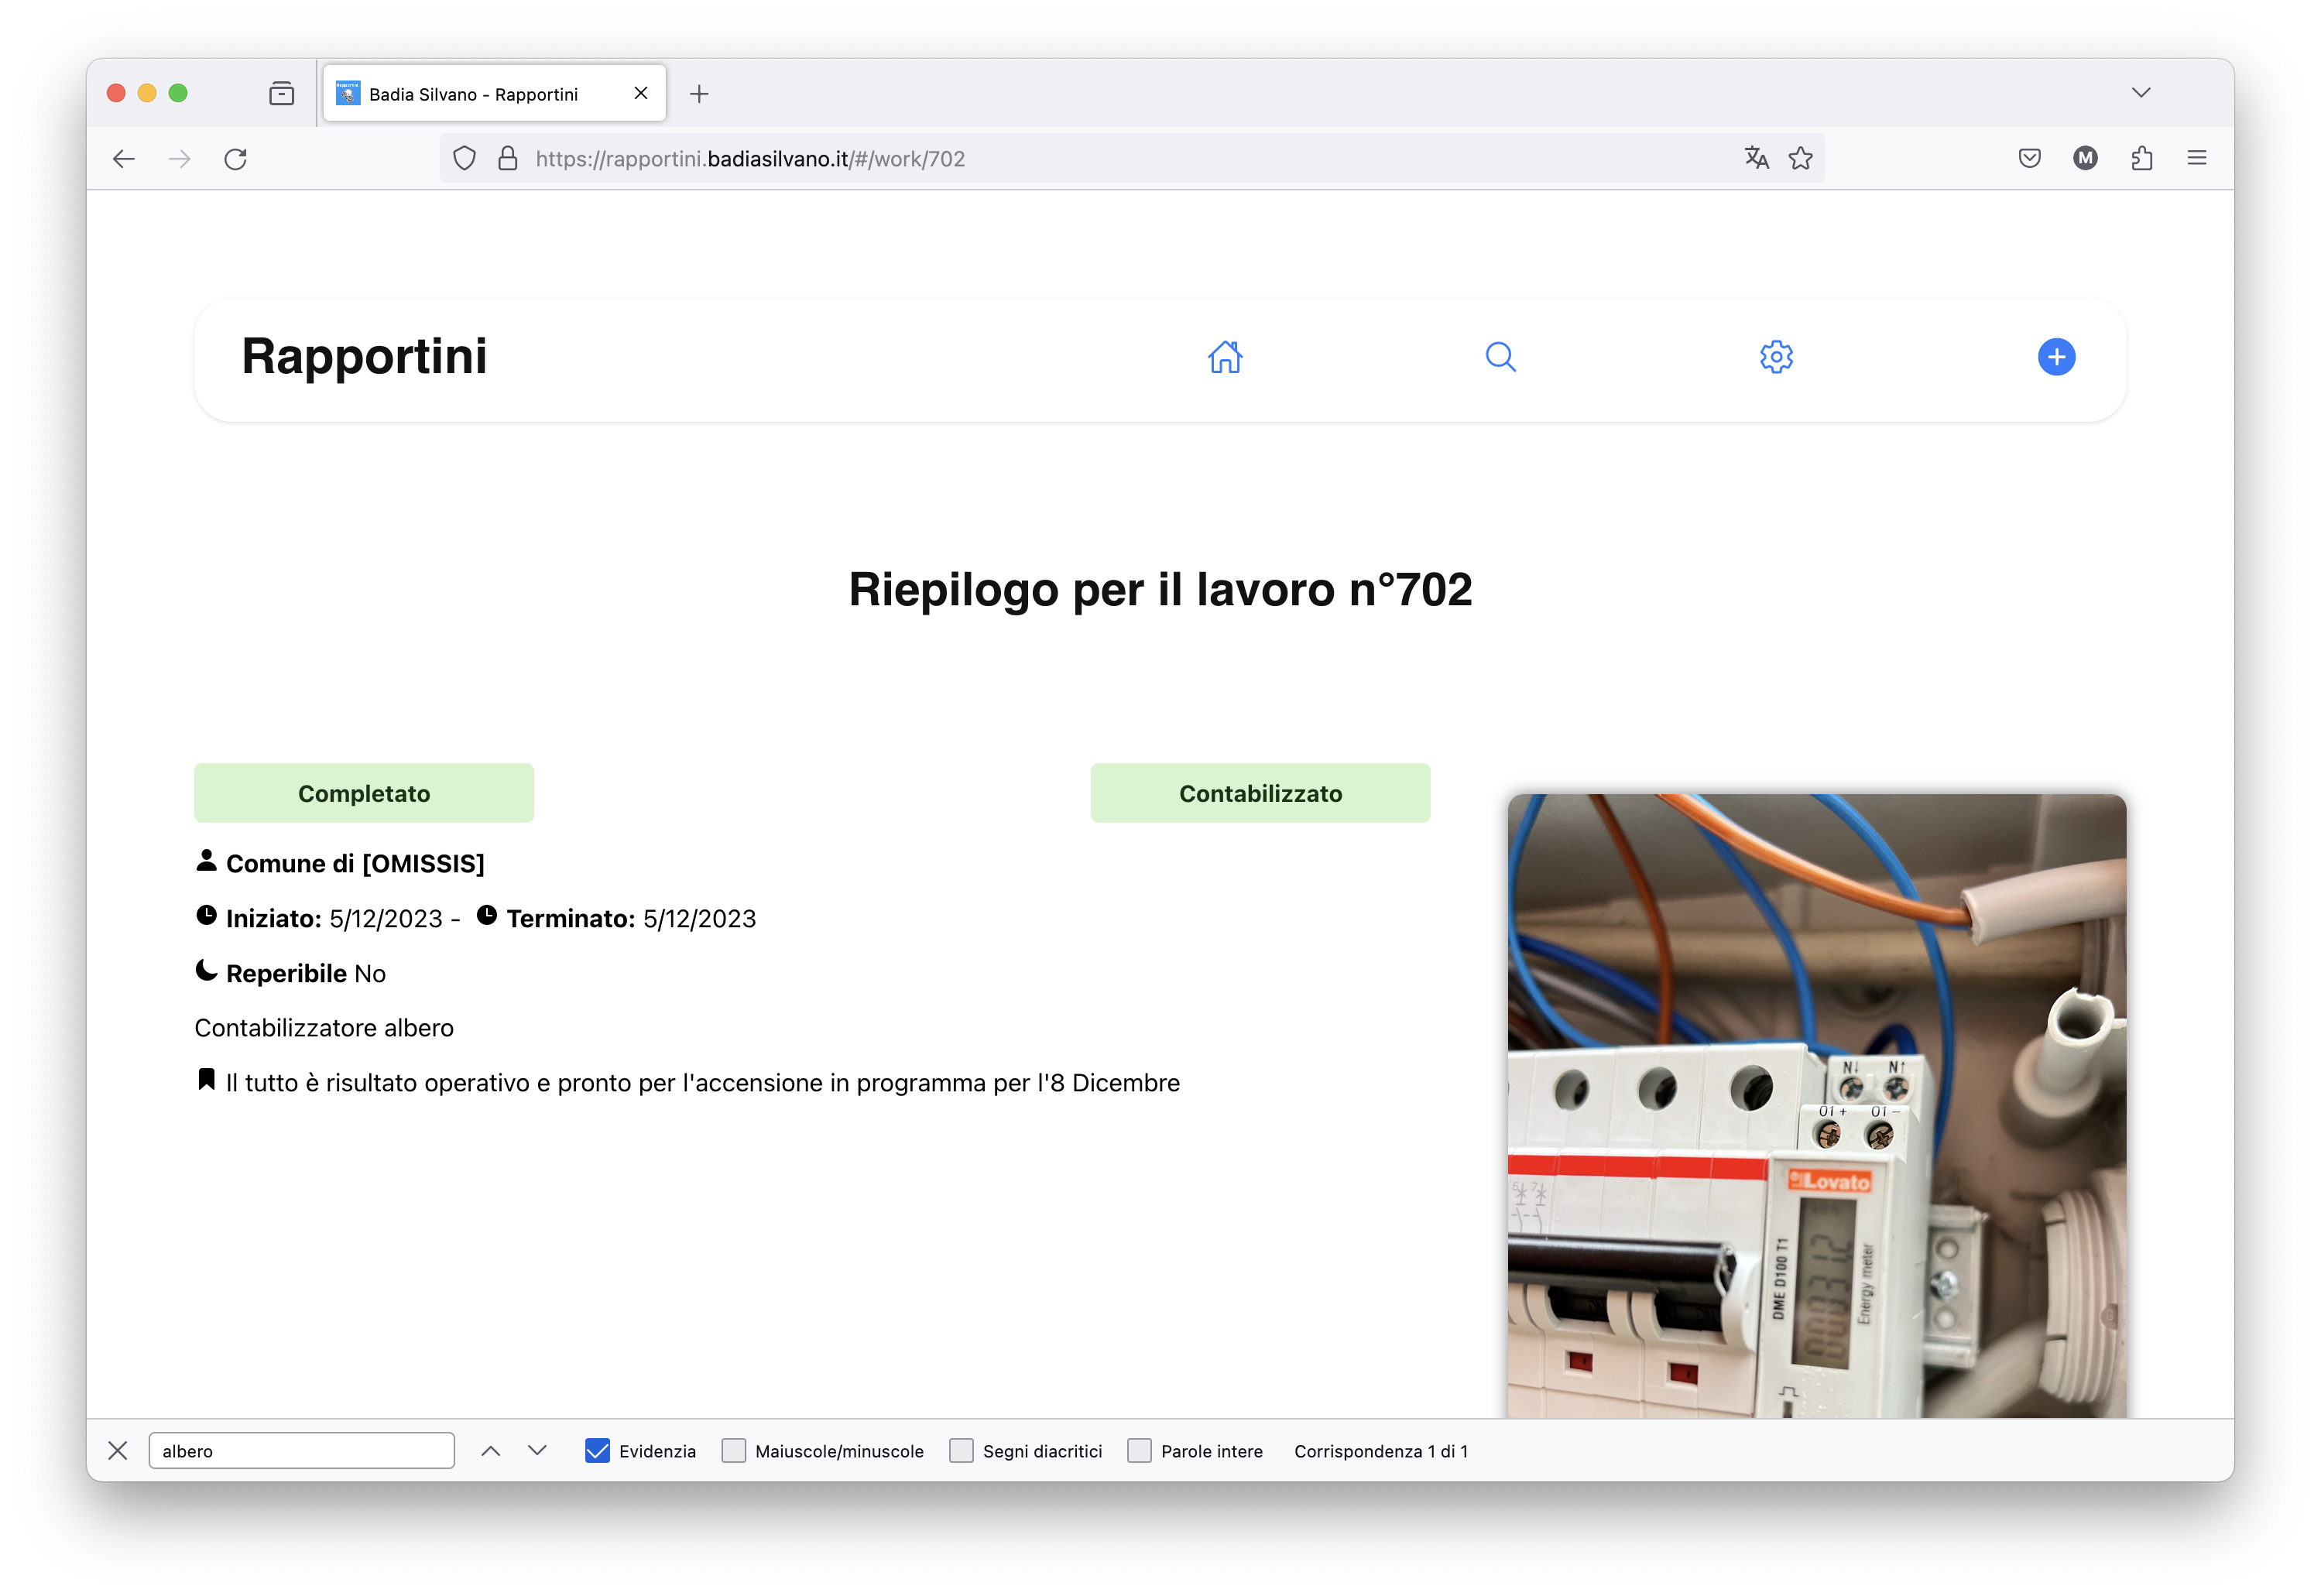 Badia Silvano - Rapportini
https://rapportini.badiasilvano.it/#/work/702
M
Rapportini
Riepilogo per il lavoro n°702
Completato
Contabilizzato
Comune di [OMISSIS]
Iniziato: 5/12/2023 - Terminato: 5/12/2023
Reperibile No
Contabilizzatore albero
Il tutto è risultato operativo e pronto per l'accensione in programma per l'8 Dicembre
N↓ N↑
01+ 01−
Lovato
DME D100 T1
Energy meter
albero
Evidenzia
Maiuscole/minuscole
Segni diacritici
Parole intere
Corrispondenza 1 di 1